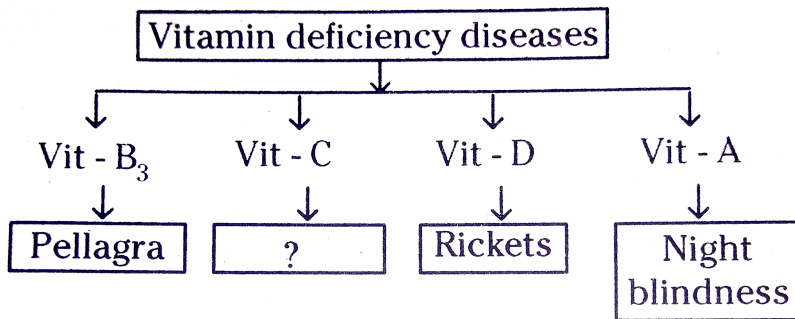 Vitamin deficiency diseases
Vit - B₃ Vit - C Vit - D Vit - A
Pellagra ? Rickets Night
blindness